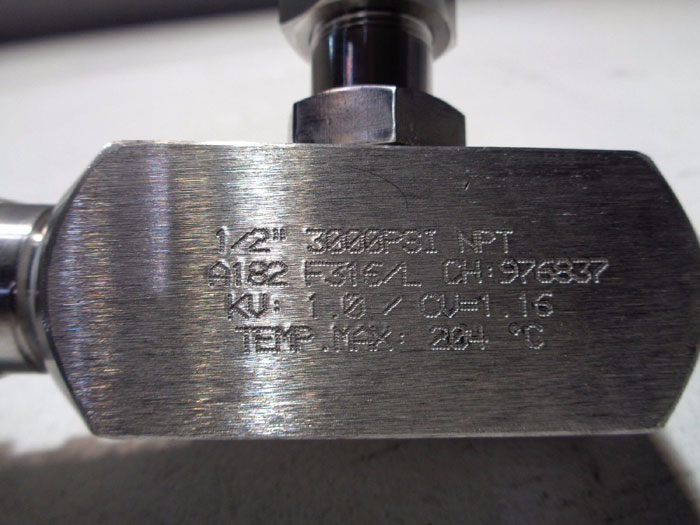 1/2" 3000PSI NPT
A182 F316/L CH:976837
KV: 1.0 / CV=1.16
TEMP.MAX: 204 °C